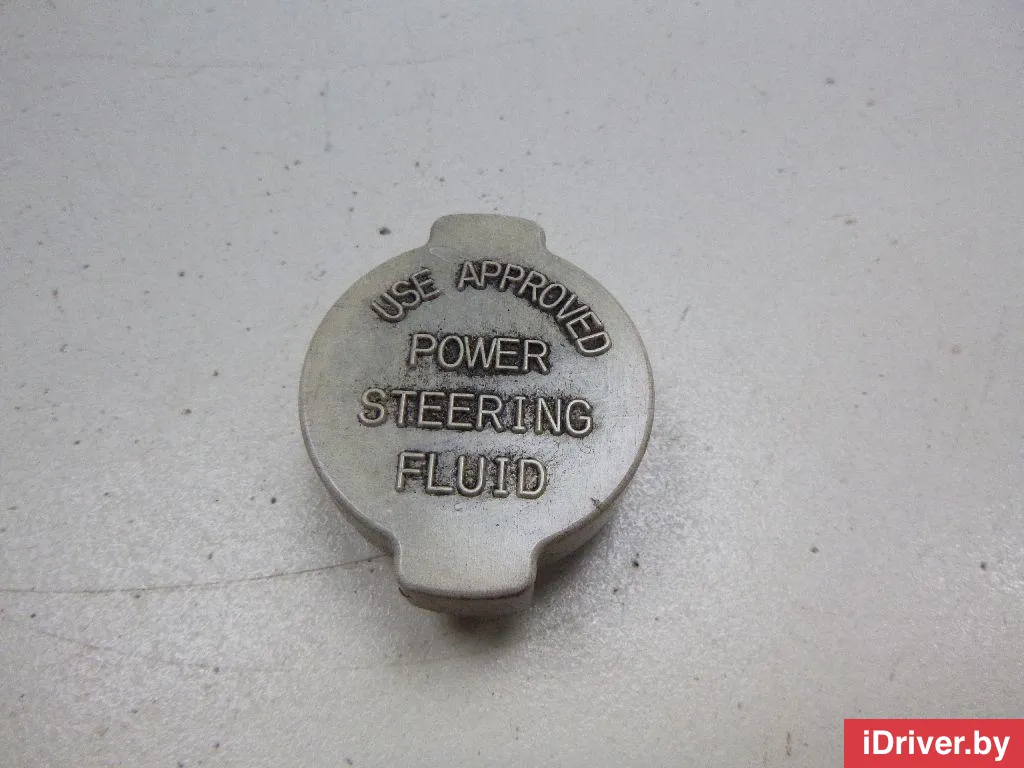 USE APPROVED
POWER
STEERING
FLUID
iDriver.by